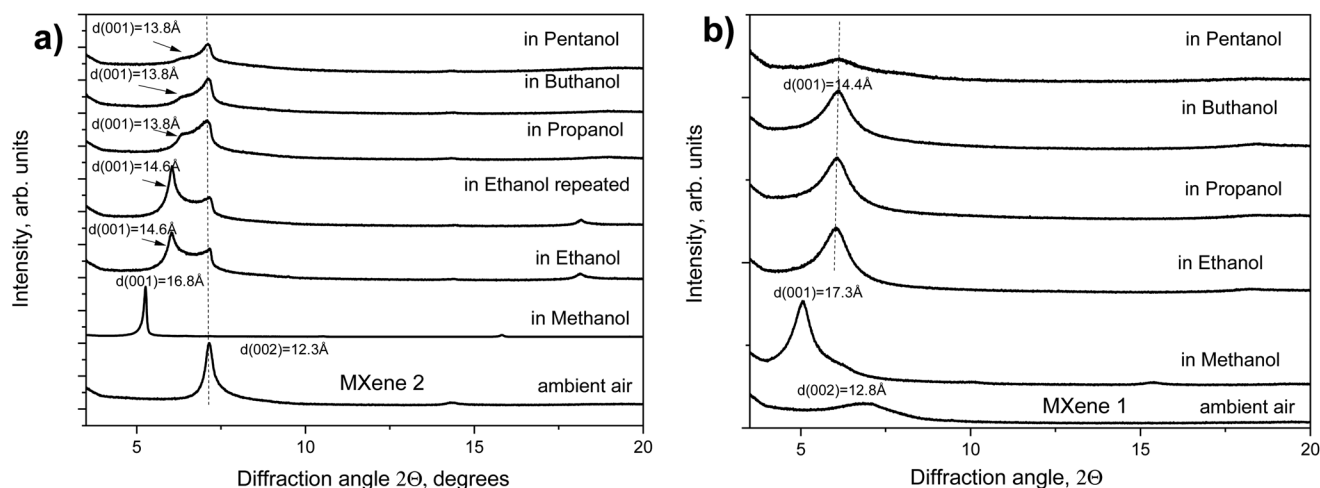 a)
d(001)=13.8Å
in Pentanol
d(001)=13.8Å
in Buthanol
d(001)=13.8Å
in Propanol
d(001)=14.6Å
in Ethanol repeated
d(001)=14.6Å
in Ethanol
d(001)=16.8Å
in Methanol
d(002)=12.3Å
MXene 2
ambient air
Intensity, arb. units
5
10
15
20
Diffraction angle 2Θ, degrees
b)
in Pentanol
d(001)=14.4Å
in Buthanol
in Propanol
in Ethanol
d(001)=17.3Å
in Methanol
d(002)=12.8Å
MXene 1
ambient air
Intensity, arb. units
5
10
15
20
Diffraction angle, 2Θ